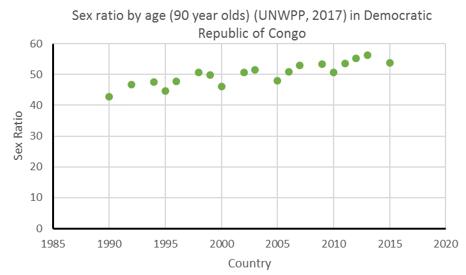 Sex ratio by age (90 year olds) (UNWPP, 2017) in Democratic
Republic of Congo
60
50
40
30
20
10
0
Sex Ratio
1985 1990 1995 2000 2005 2010 2015 2020
Country